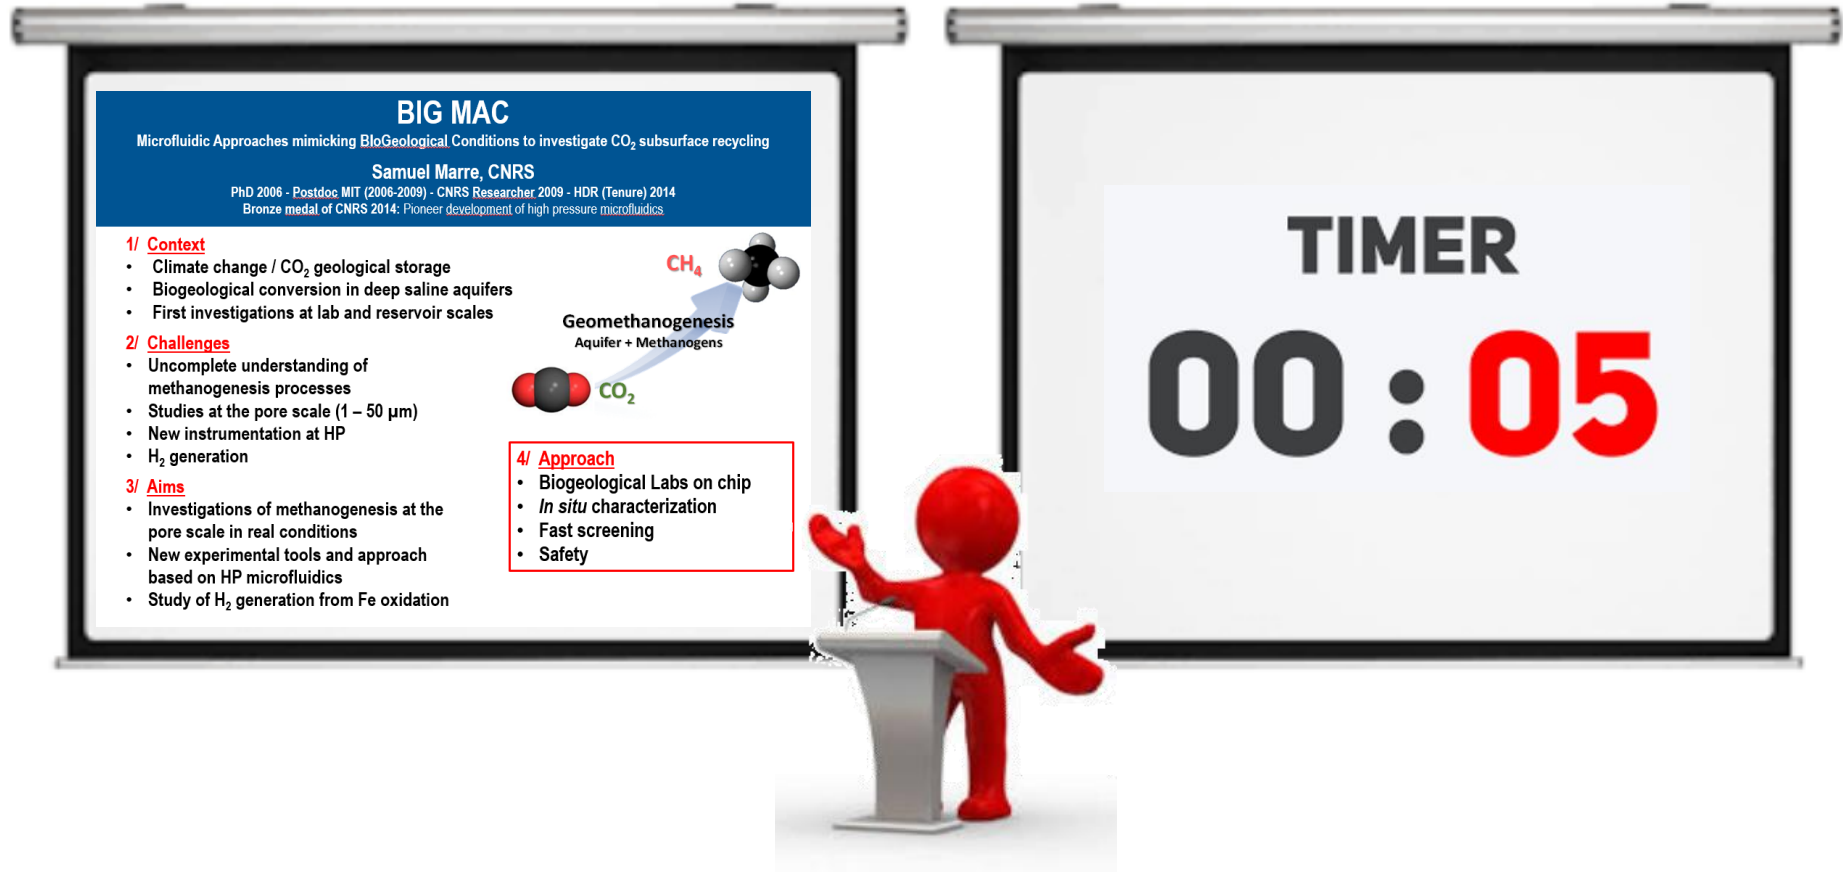 BIG MAC
Microfluidic Approaches mimicking BIoGeological Conditions to investigate CO₂ subsurface recycling
Samuel Marre, CNRS
PhD 2006 - Postdoc MIT (2006-2009) - CNRS Researcher 2009 - HDR (Tenure) 2014
Bronze medal of CNRS 2014: Pioneer development of high pressure microfluidics
1/ Context
• Climate change / CO₂ geological storage
• Biogeological conversion in deep saline aquifers
• First investigations at lab and reservoir scales
2/ Challenges
• Uncomplete understanding of
methanogenesis processes
• Studies at the pore scale (1 – 50 µm)
• New instrumentation at HP
• H₂ generation
3/ Aims
• Investigations of methanogenesis at the
pore scale in real conditions
• New experimental tools and approach
based on HP microfluidics
• Study of H₂ generation from Fe oxidation
CH₄
Geomethanogenesis
Aquifer + Methanogens
CO₂
4/ Approach
• Biogeological Labs on chip
• In situ characterization
• Fast screening
• Safety
TIMER
00 : 05